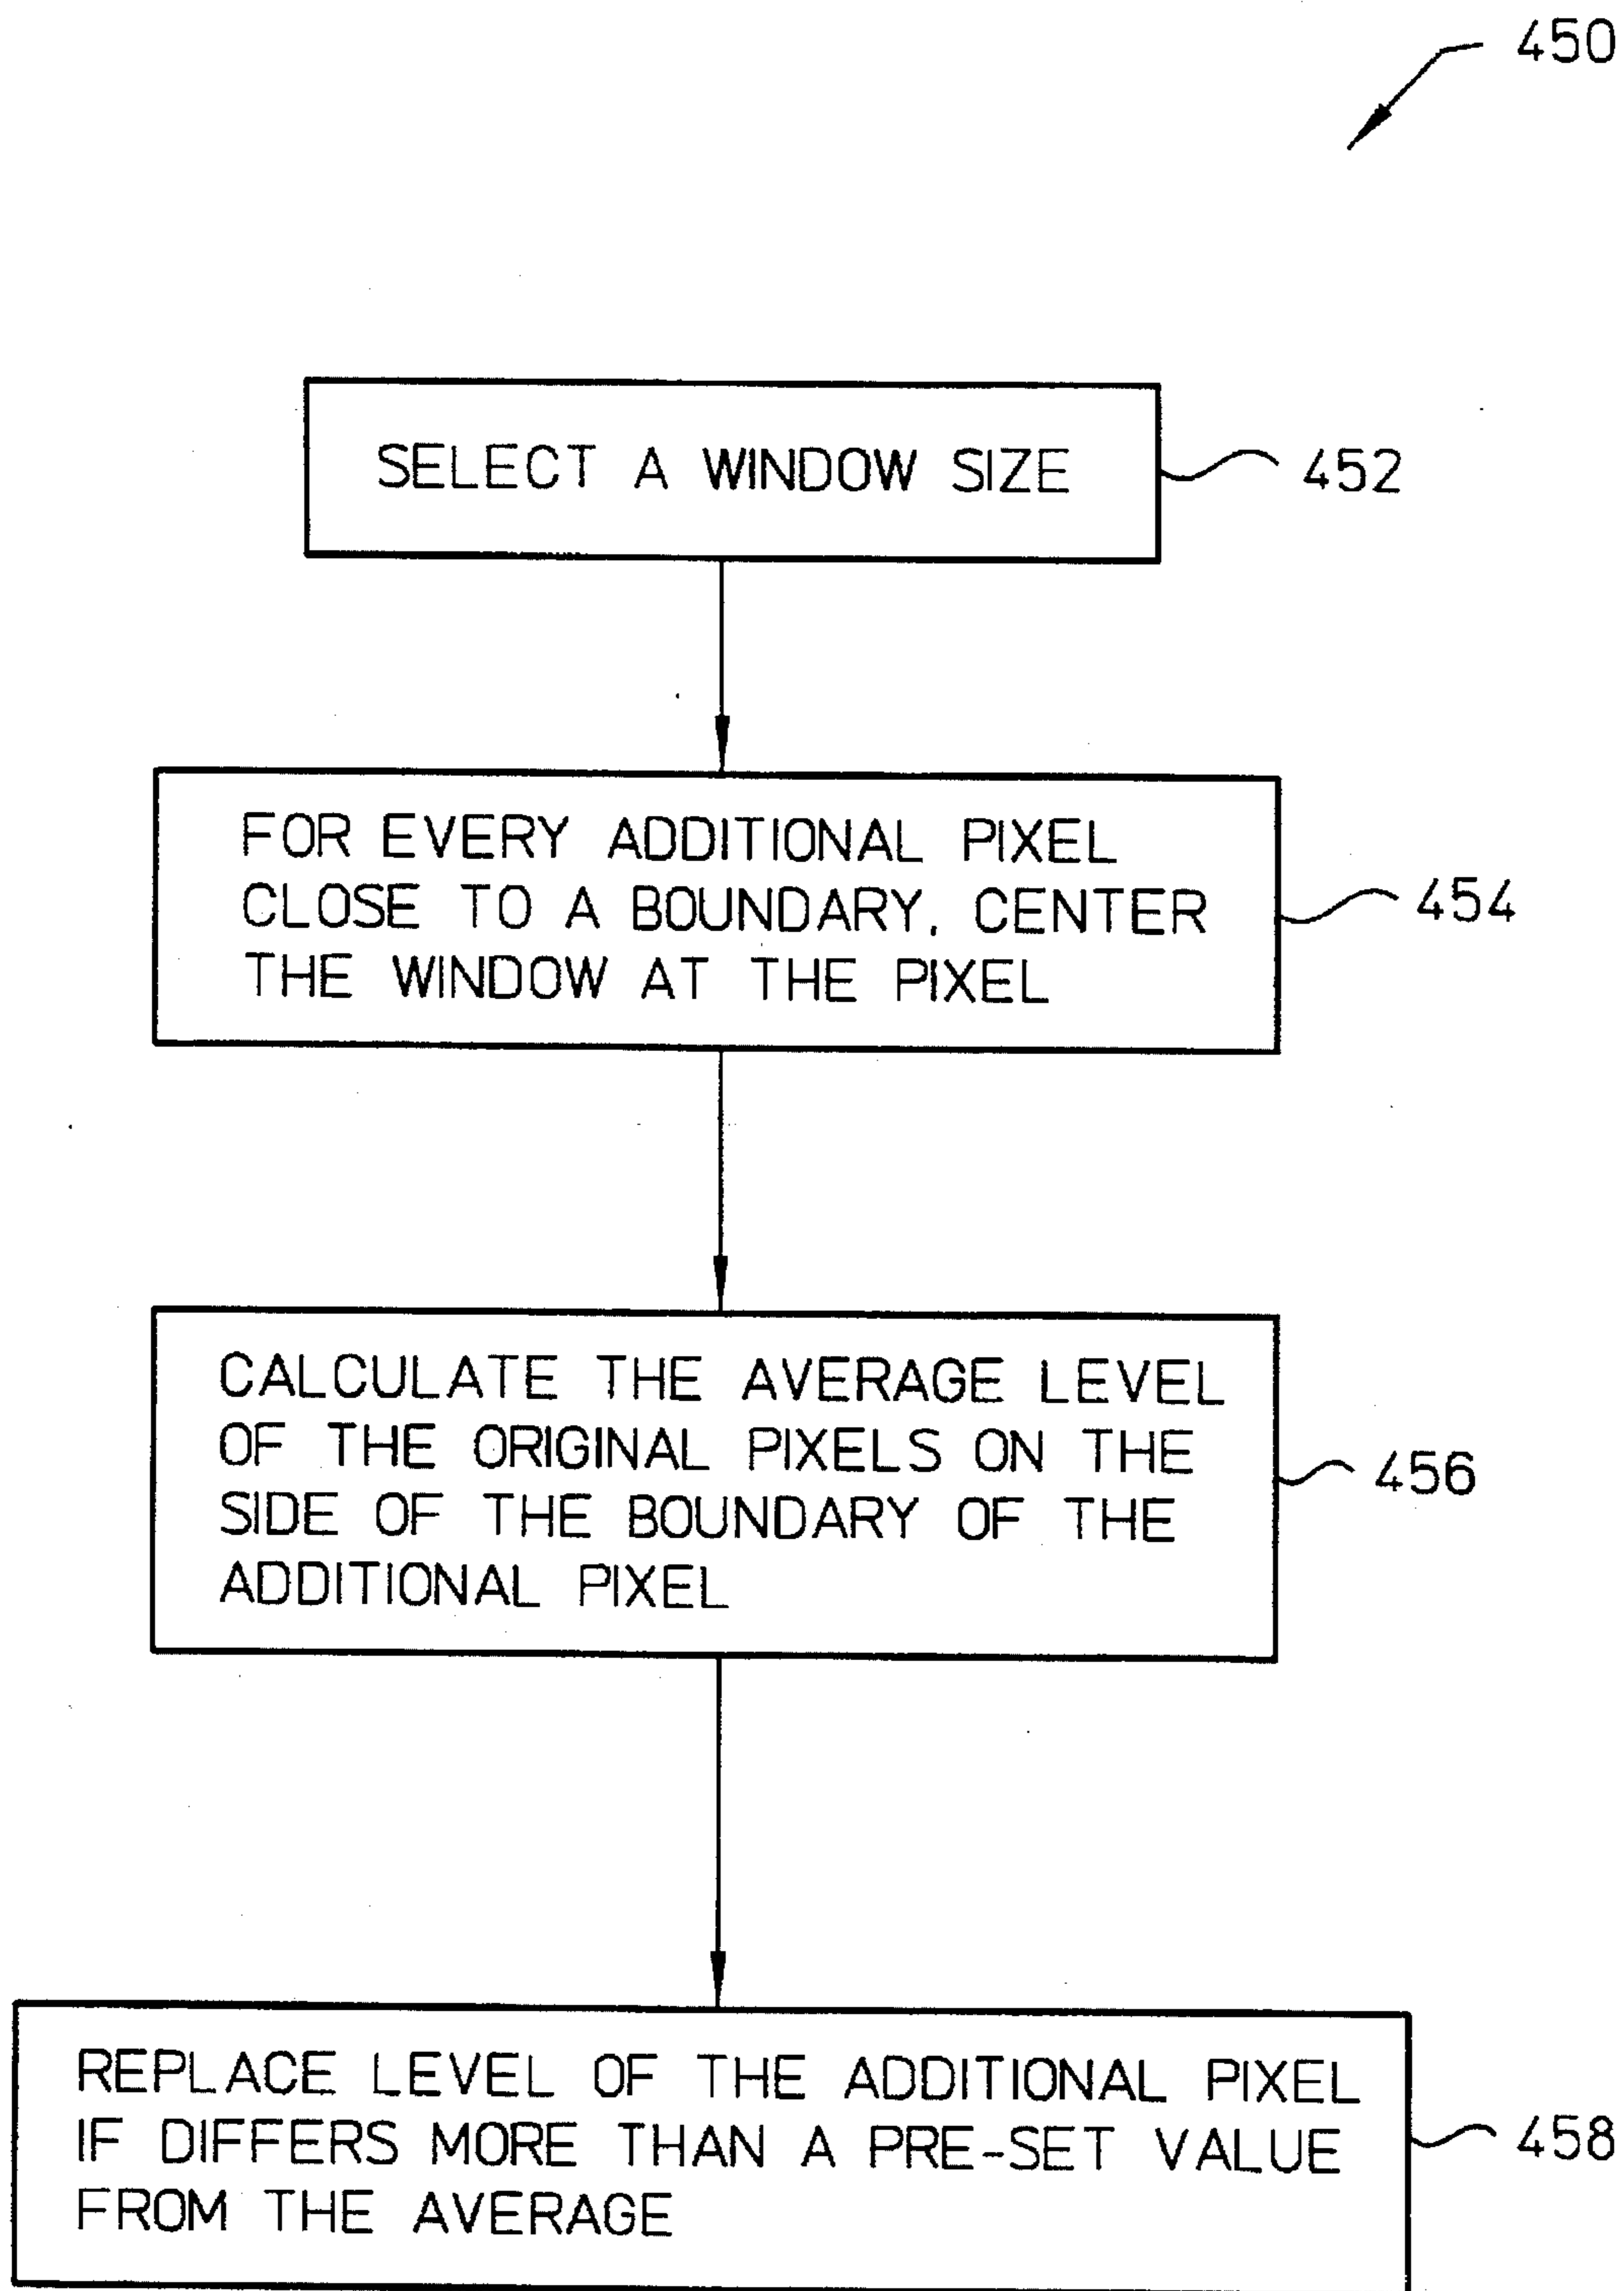 450
SELECT A WINDOW SIZE
452
FOR EVERY ADDITIONAL PIXEL
CLOSE TO A BOUNDARY, CENTER
THE WINDOW AT THE PIXEL
454
CALCULATE THE AVERAGE LEVEL
OF THE ORIGINAL PIXELS ON THE
SIDE OF THE BOUNDARY OF THE
ADDITIONAL PIXEL
456
REPLACE LEVEL OF THE ADDITIONAL PIXEL
IF DIFFERS MORE THAN A PRE-SET VALUE
FROM THE AVERAGE
458